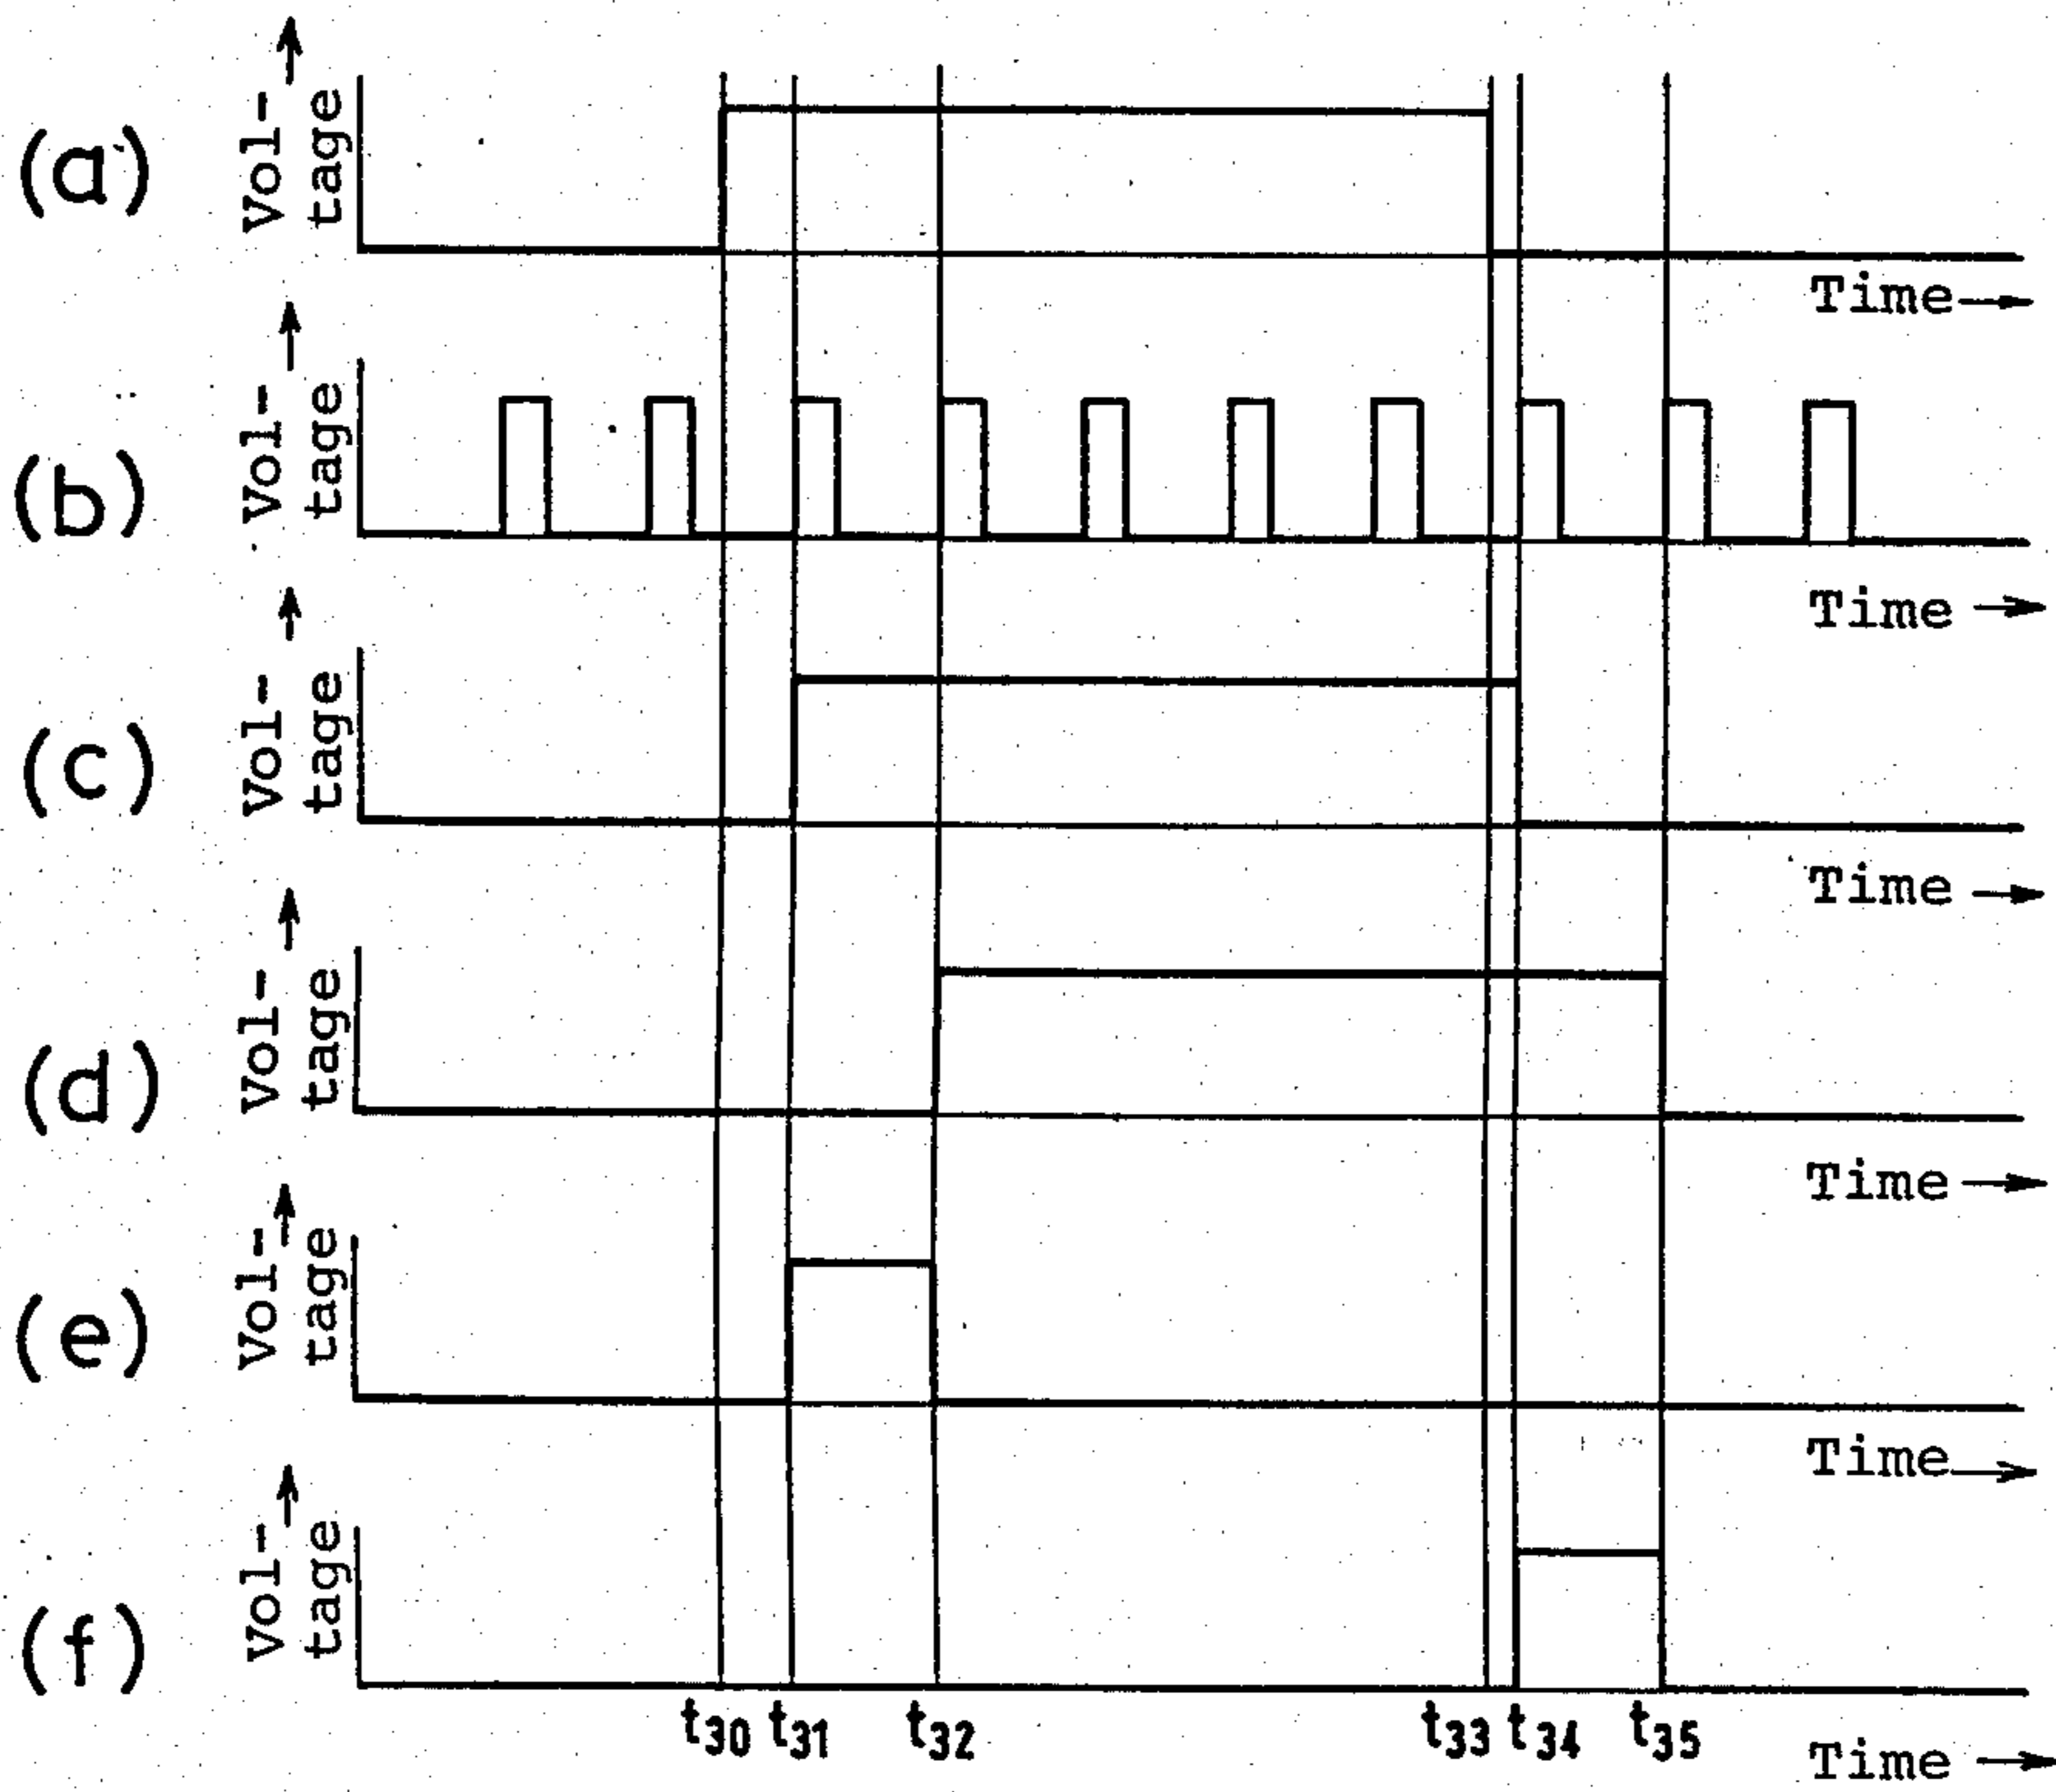 (a)
Vol-
tage
Time
(b)
Vol-
tage
Time
(c)
Vol-
tage
Time
(d)
Vol-
tage
Time
(e)
Vol-
tage
Time
(f)
Vol-
tage
t30 t31 t32 t33 t34 t35
Time